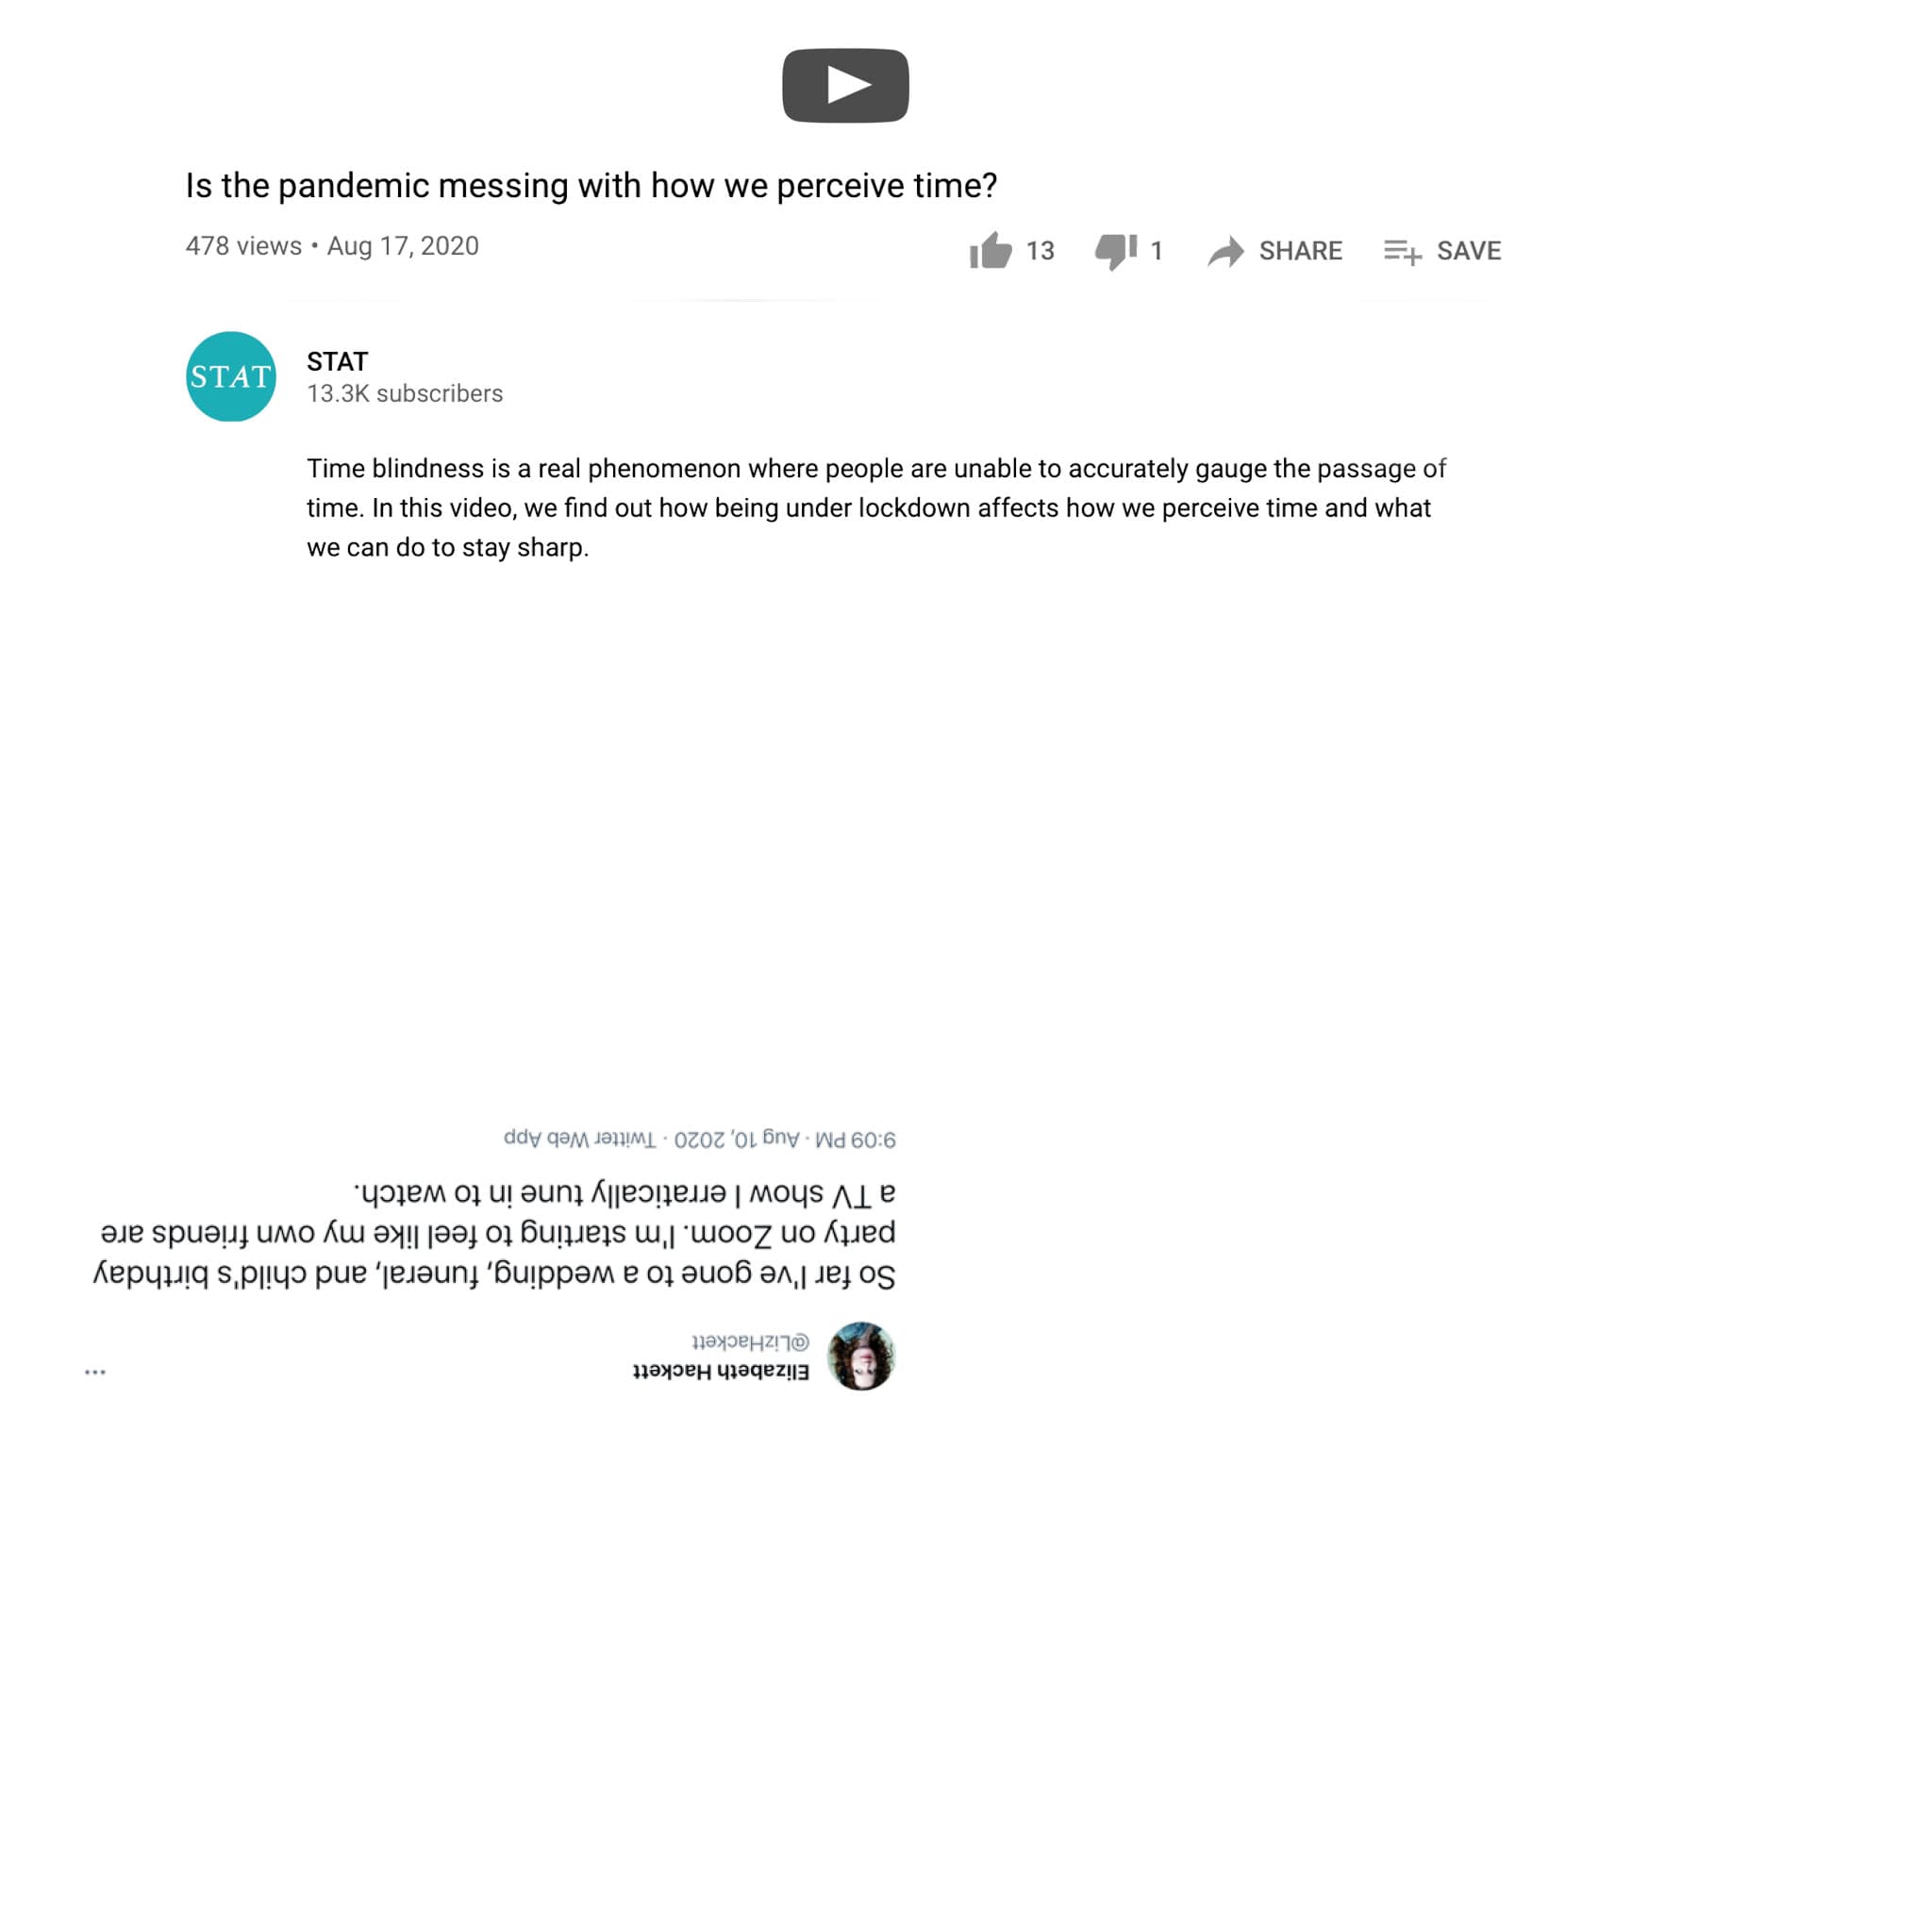 Is the pandemic messing with how we perceive time?
478 views • Aug 17, 2020
13 1 SHARE SAVE
STAT
STAT
13.3K subscribers
Time blindness is a real phenomenon where people are unable to accurately gauge the passage of
time. In this video, we find out how being under lockdown affects how we perceive time and what
we can do to stay sharp.
Elizabeth Hackett
@LizHackett
So far I've gone to a wedding, funeral, and child's birthday
party on Zoom. I'm starting to feel like my own friends are
a TV show I erratically tune in to watch.
9:09 PM · Aug 10, 2020 · Twitter Web App